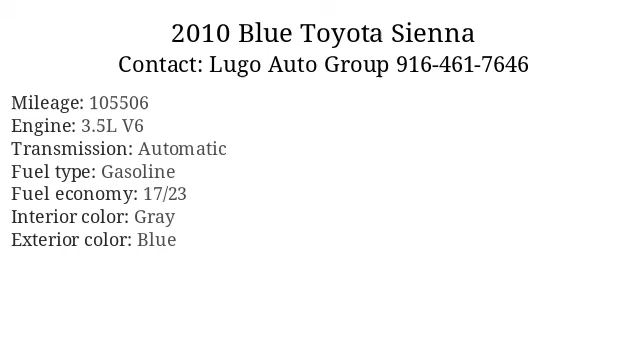 2010 Blue Toyota Sienna
Contact: Lugo Auto Group 916-461-7646
Mileage: 105506
Engine: 3.5L V6
Transmission: Automatic
Fuel type: Gasoline
Fuel economy: 17/23
Interior color: Gray
Exterior color: Blue